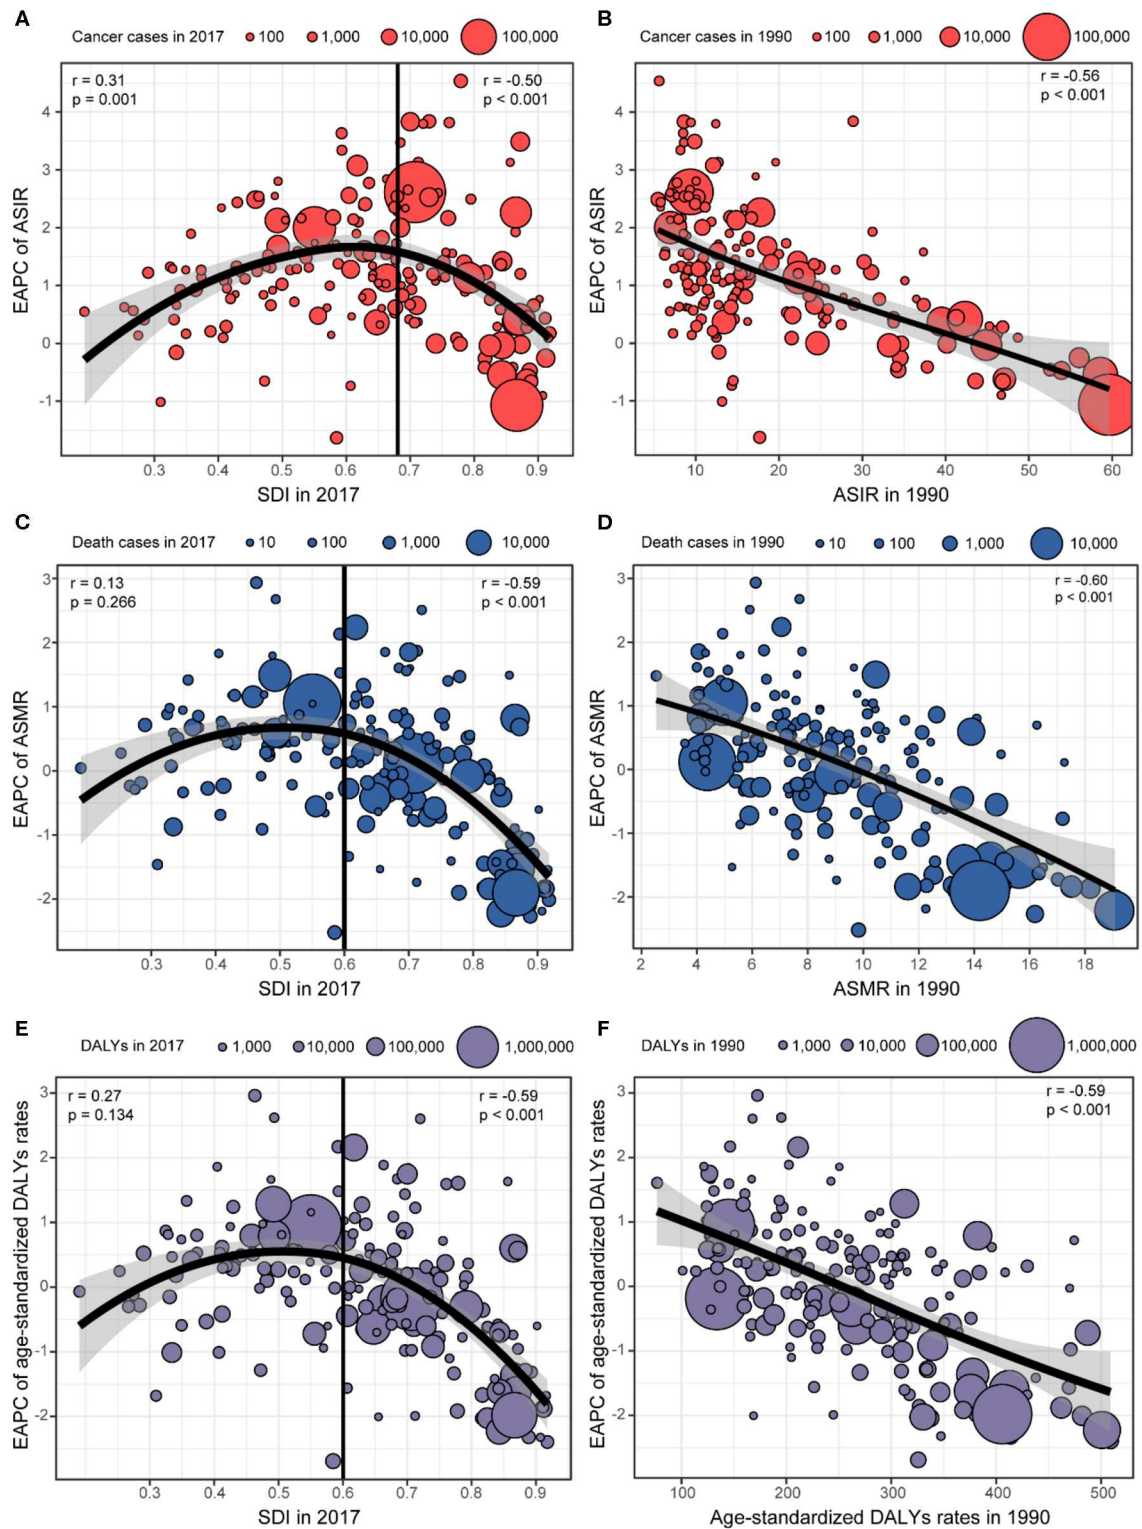 A
Cancer cases in 2017 100 1,000 10,000 100,000
r = 0.31
p = 0.001
r = -0.50
p < 0.001
EAPC of ASIR
4
3
2
1
0
-1
0.3 0.4 0.5 0.6 0.7 0.8 0.9
SDI in 2017
B
Cancer cases in 1990 100 1,000 10,000 100,000
r = -0.56
p < 0.001
EAPC of ASIR
4
3
2
1
0
-1
10 20 30 40 50 60
ASIR in 1990
C
Death cases in 2017 10 100 1,000 10,000
r = 0.13
p = 0.266
r = -0.59
p < 0.001
EAPC of ASMR
3
2
1
0
-1
-2
0.3 0.4 0.5 0.6 0.7 0.8 0.9
SDI in 2017
D
Death cases in 1990 10 100 1,000 10,000
r = -0.60
p < 0.001
EAPC of ASMR
3
2
1
0
-1
-2
2 4 6 8 10 12 14 16 18
ASMR in 1990
E
DALYs in 2017 1,000 10,000 100,000 1,000,000
r = 0.27
p = 0.134
r = -0.59
p < 0.001
EAPC of age-standardized DALYs rates
3
2
1
0
-1
-2
0.3 0.4 0.5 0.6 0.7 0.8 0.9
SDI in 2017
F
DALYs in 1990 1,000 10,000 100,000 1,000,000
r = -0.59
p < 0.001
EAPC of age-standardized DALYs rates
3
2
1
0
-1
-2
100 200 300 400 500
Age-standardized DALYs rates in 1990